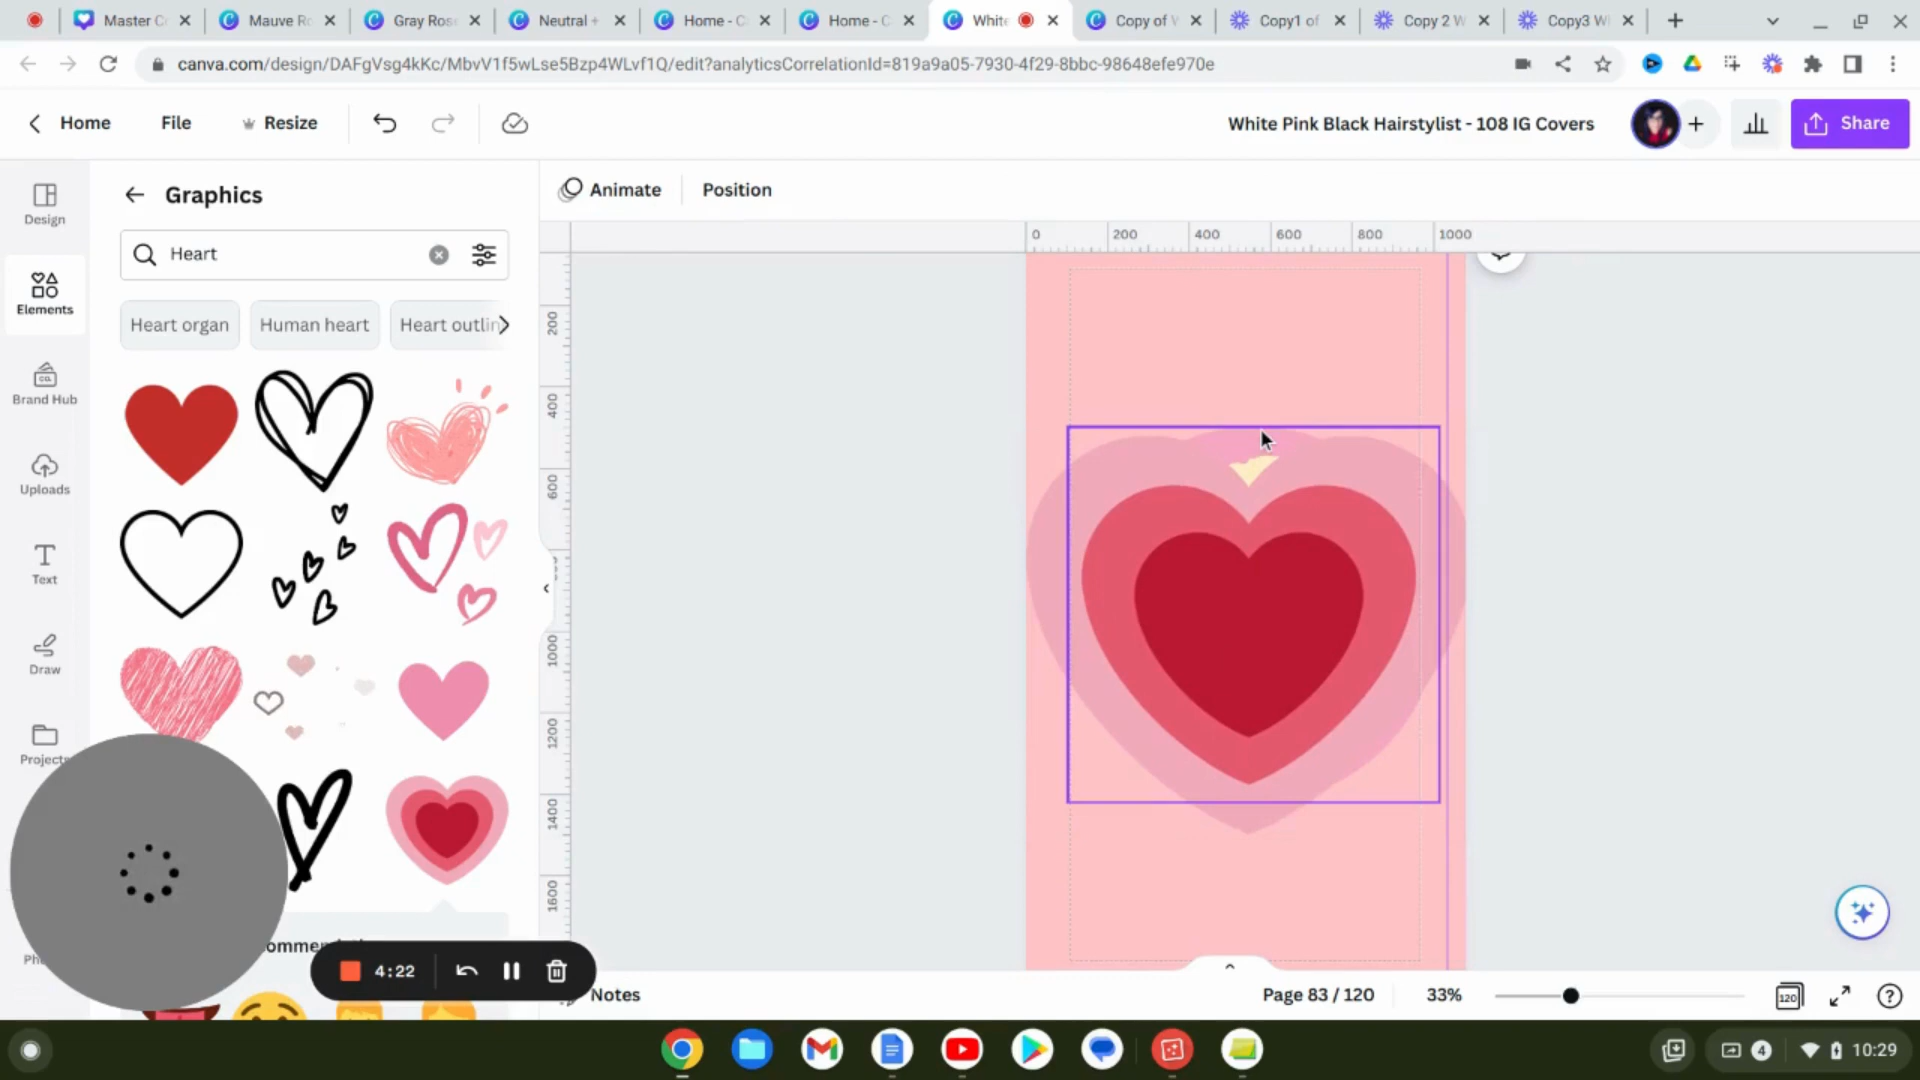 Master C
Mauve Ro
Gray Rose
Neutral +
Home - C
Home - C
White
Copy of W
Copy1 of
Copy 2 W
Copy3 W
canva.com/design/DAFgVsg4kKc/MbvV1f5wLse5Bzp4WLvf1Q/edit?analyticsCorrelationId=819a9a05-7930-4f29-8bbc-98648efe970e
Home
File
Resize
White Pink Black Hairstylist - 108 IG Covers
Share
Design
Elements
Brand Hub
Uploads
Text
Draw
Projects
Graphics
Heart
Heart organ
Human heart
Heart outlin
Animate
Position
0 200 400 600 800 1000
200
400
600
1000
1200
1400
1600
4:22
Notes
Page 83 / 120
33%
120
4
10:29